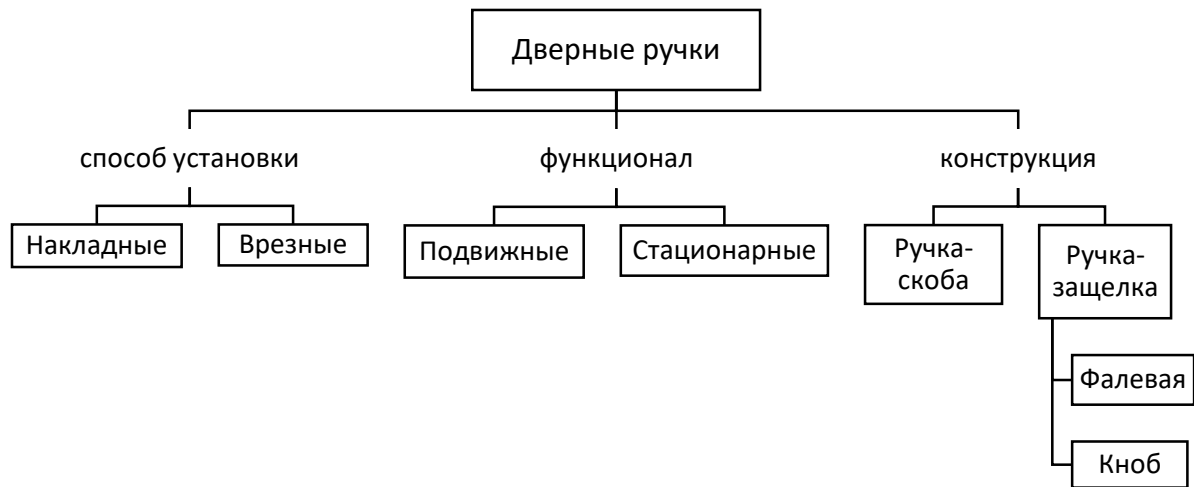 Дверные ручки
способ установки
функционал
конструкция
Накладные
Врезные
Подвижные
Стационарные
Ручка-
скоба
Ручка-
защелка
Фалевая
Кноб